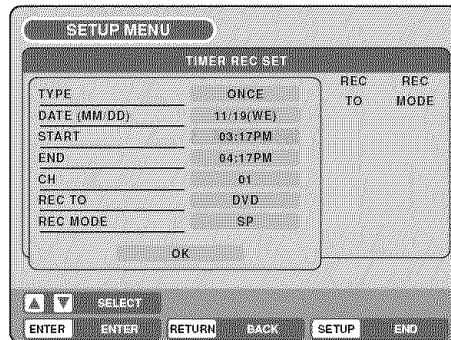 SETUP MENU
TIMER REC SET
REC REC
TO MODE
TYPE ONCE
DATE (MM/DD) 11/19(WE)
START 03:17PM
END 04:17PM
CH 01
REC TO DVD
REC MODE SP
OK
SELECT
ENTER ENTER RETURN BACK SETUP END